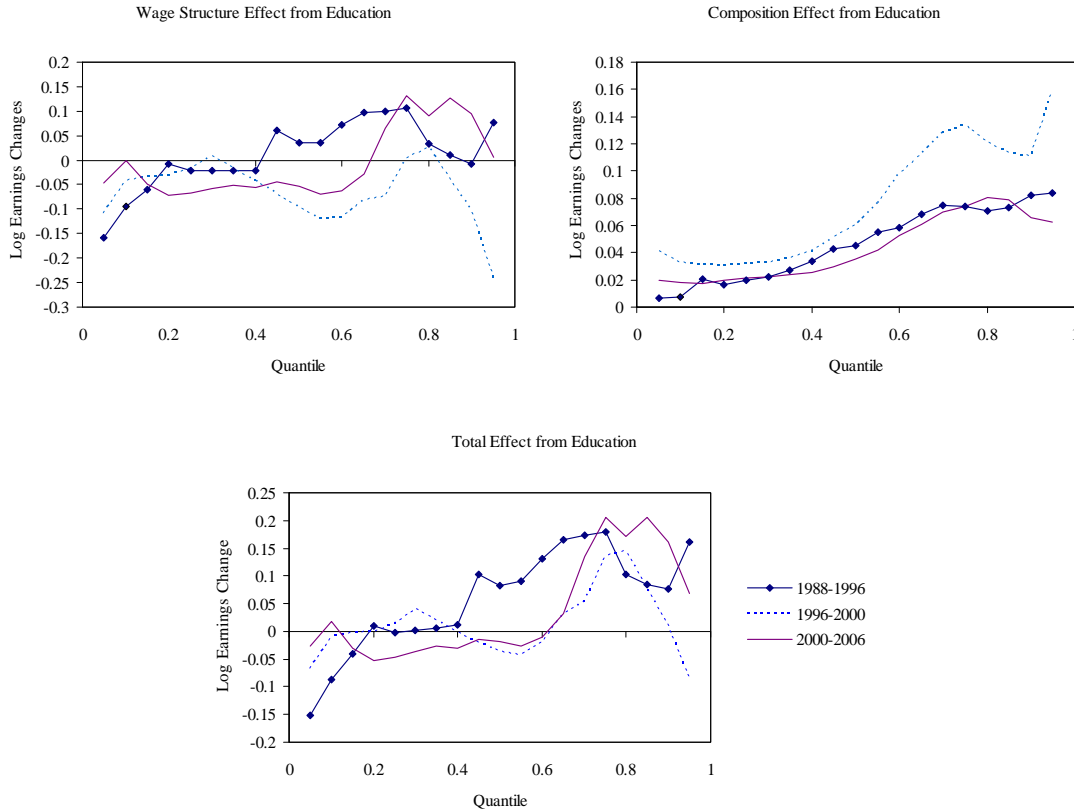 Wage Structure Effect from Education
Log Earnings Changes
0.2
0.15
0.1
0.05
0
-0.05
-0.1
-0.15
-0.2
-0.25
-0.3
0 0.2 0.4 0.6 0.8 1
Quantile
Composition Effect from Education
Log Earnings Changes
0.18
0.16
0.14
0.12
0.1
0.08
0.06
0.04
0.02
0
0 0.2 0.4 0.6 0.8 1
Quantile
Total Effect from Education
Log Earnings Change
0.25
0.2
0.15
0.1
0.05
0
-0.05
-0.1
-0.15
-0.2
0 0.2 0.4 0.6 0.8 1
Quantile
1988-1996
1996-2000
2000-2006